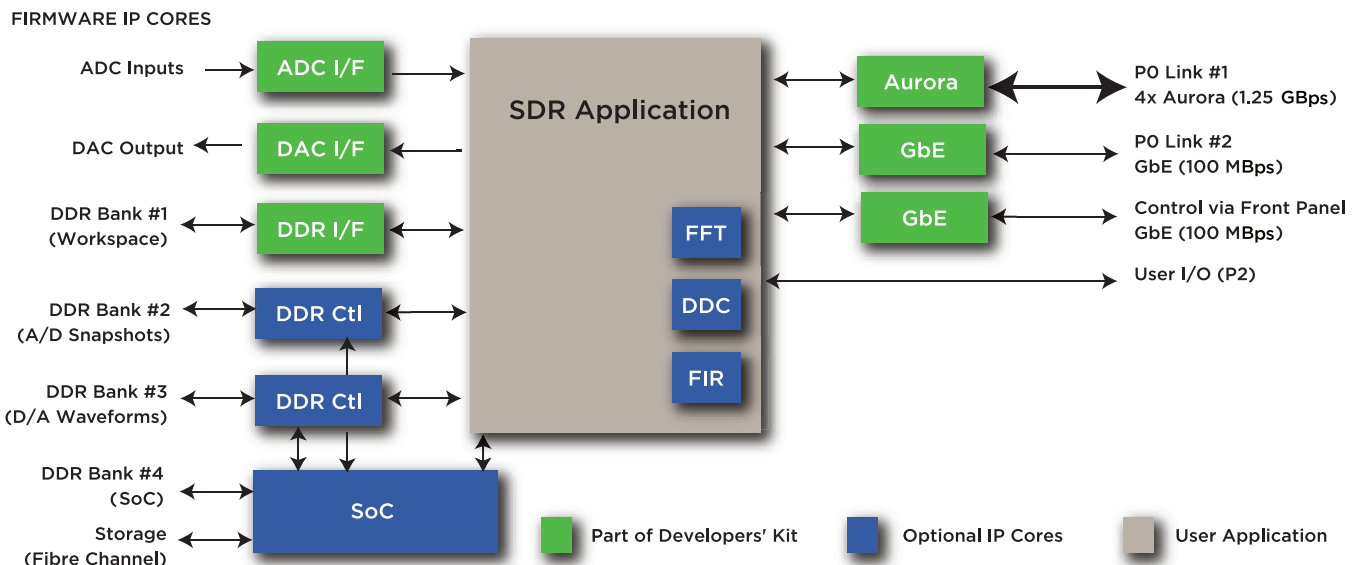 FIRMWARE IP CORES
ADC Inputs
ADC I/F
DAC Output
DAC I/F
DDR Bank #1
(Workspace)
DDR I/F
DDR Bank #2
(A/D Snapshots)
DDR Ctl
DDR Bank #3
(D/A Waveforms)
DDR Ctl
DDR Bank #4
(SoC)
Storage
(Fibre Channel)
SoC
SDR Application
FFT
DDC
FIR
Aurora
P0 Link #1
4x Aurora (1.25 GBps)
GbE
P0 Link #2
GbE (100 MBps)
GbE
Control via Front Panel
GbE (100 MBps)
User I/O (P2)
Part of Developers' Kit
Optional IP Cores
User Application